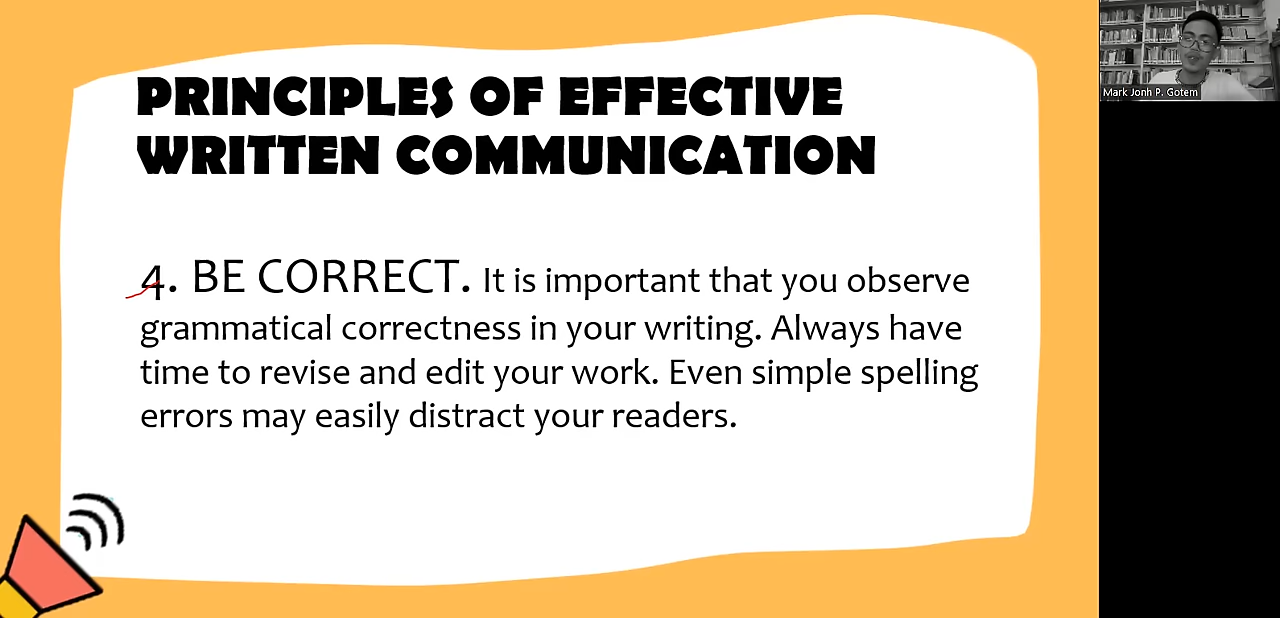 PRINCIPLES OF EFFECTIVE
WRITTEN COMMUNICATION
4. BE CORRECT. It is important that you observe
grammatical correctness in your writing. Always have
time to revise and edit your work. Even simple spelling
errors may easily distract your readers.
Mark Jonh P. Gotem